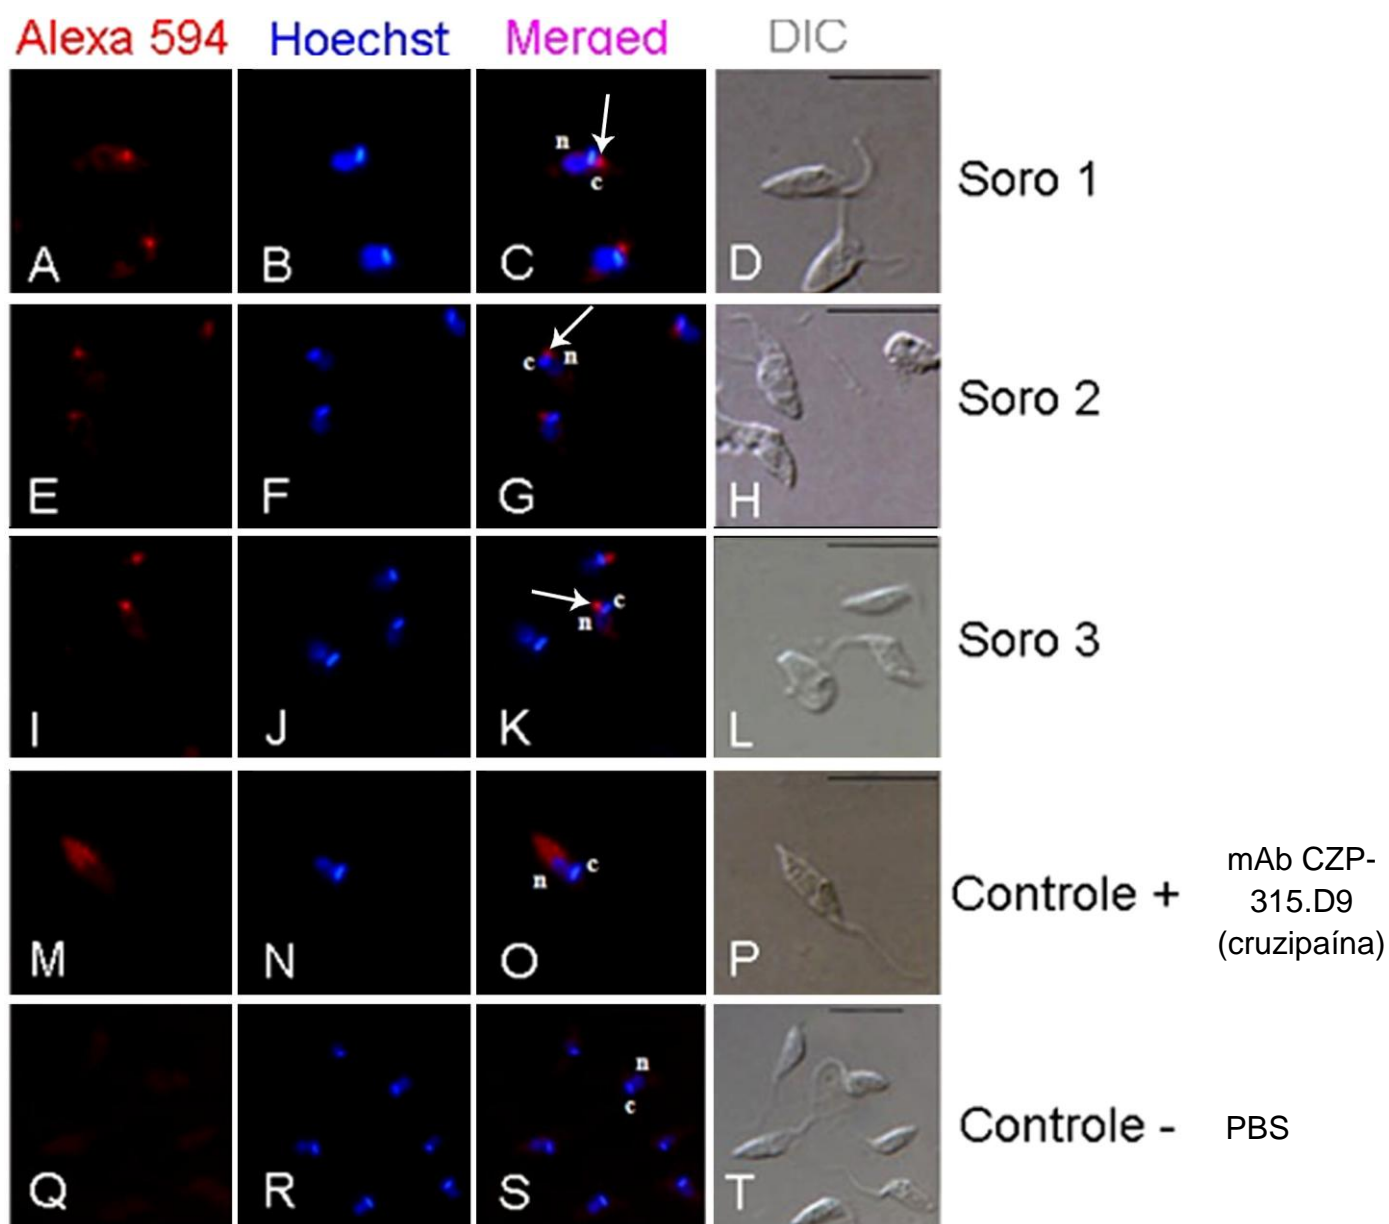 Alexa 594 Hoechst Merged DIC
n
c
A B C D Soro 1
c n
E F G H Soro 2
c
n
I J K L Soro 3
c
n
M N O P Controle + mAb CZP-
315.D9
(cruzipaína)
n
c
Q R S T Controle - PBS